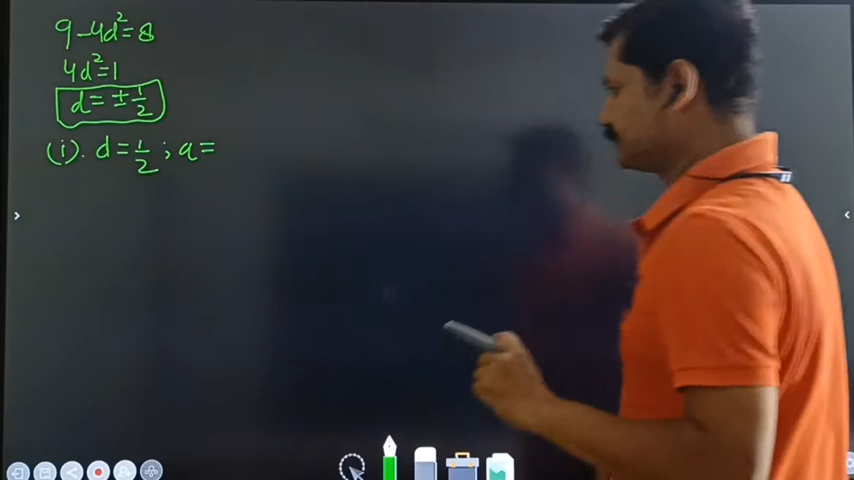 9-4d²=8
4d²=1
d=±1/2
(i). d=1/2 ; a=